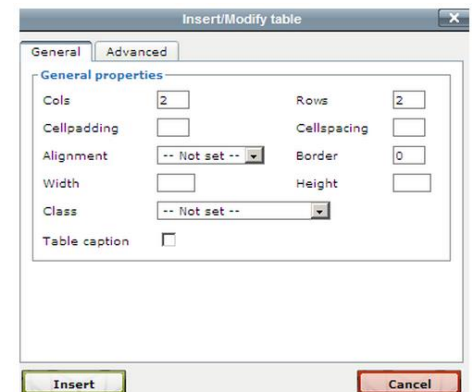 Insert/Modify table X
General Advanced
General properties
Cols 2 Rows 2
Cellpadding Cellspacing
Alignment -- Not set -- Border 0
Width Height
Class -- Not set --
Table caption
Insert Cancel